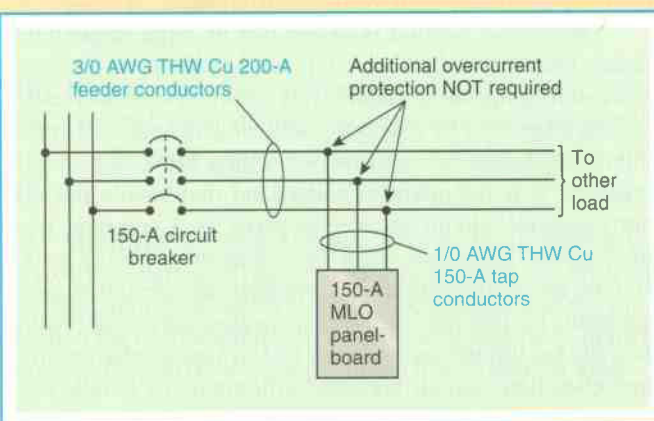 3/0 AWG THW Cu 200-A
feeder conductors
Additional overcurrent
protection NOT required
To
other
load
150-A circuit
breaker
1/0 AWG THW Cu
150-A tap
conductors
150-A
MLO
panel-
board